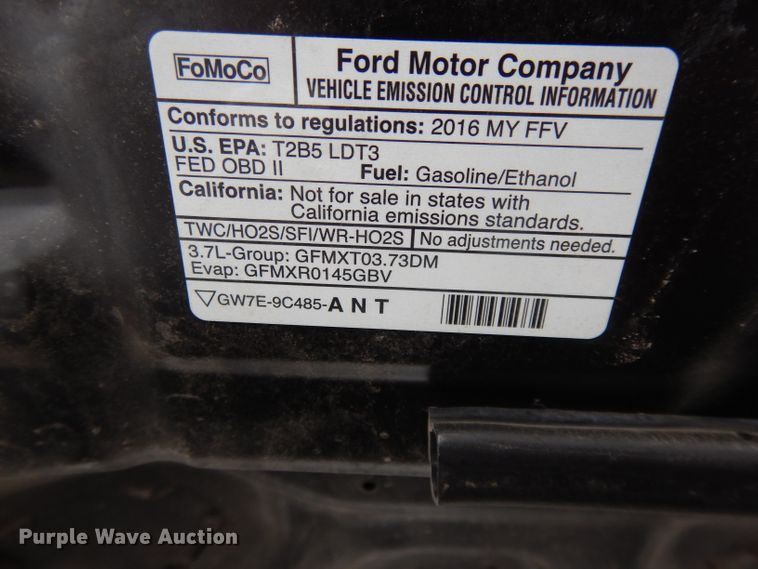 FoMoCo
Ford Motor Company
VEHICLE EMISSION CONTROL INFORMATION
Conforms to regulations: 2016 MY FFV
U.S. EPA: T2B5 LDT3
FED OBD II Fuel: Gasoline/Ethanol
California: Not for sale in states with
California emissions standards.
TWC/HO2S/SFI/WR-HO2S No adjustments needed.
3.7L-Group: GFMXT03.73DM
Evap: GFMXR0145GBV
GW7E-9C485-ANT
Purple Wave Auction